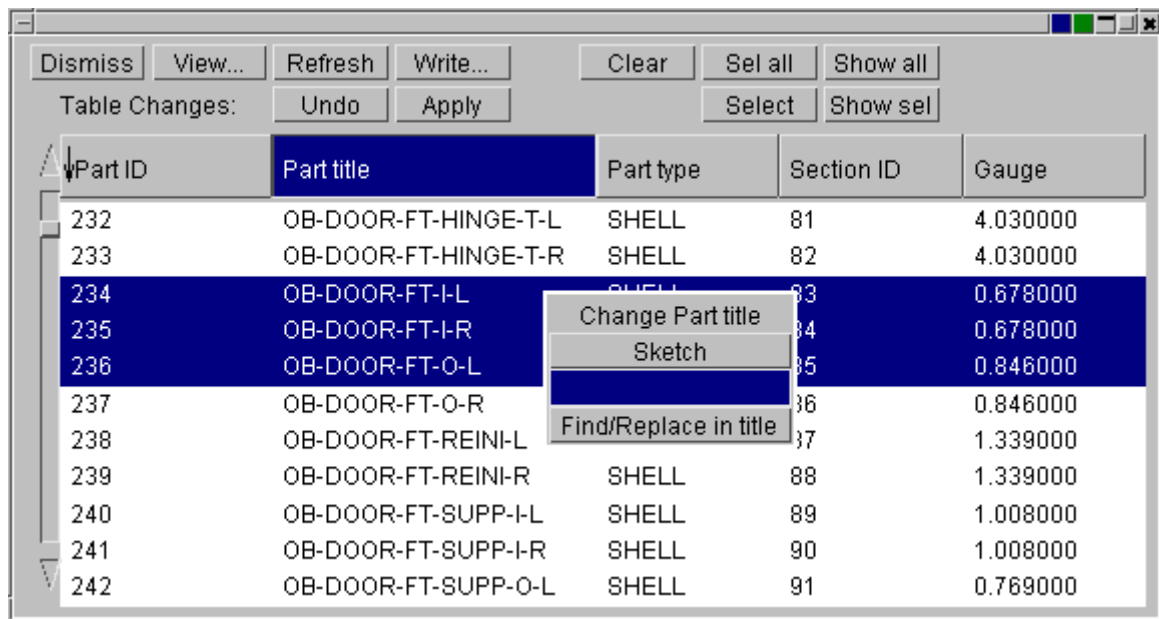 Dismiss View... Refresh Write... Clear Sel all Show all
Table Changes: Undo Apply Select Show sel
Part ID Part title Part type Section ID Gauge
232 OB-DOOR-FT-HINGE-T-L SHELL 81 4.030000
233 OB-DOOR-FT-HINGE-T-R SHELL 82 4.030000
234 OB-DOOR-FT-I-L 0.678000
235 OB-DOOR-FT-I-R 0.678000
236 OB-DOOR-FT-O-L 0.846000
237 OB-DOOR-FT-O-R 0.846000
238 OB-DOOR-FT-REINI-L 1.339000
239 OB-DOOR-FT-REINI-R SHELL 88 1.339000
240 OB-DOOR-FT-SUPP-I-L SHELL 89 1.008000
241 OB-DOOR-FT-SUPP-I-R SHELL 90 1.008000
242 OB-DOOR-FT-SUPP-O-L SHELL 91 0.769000
Change Part title
Sketch
Find/Replace in title